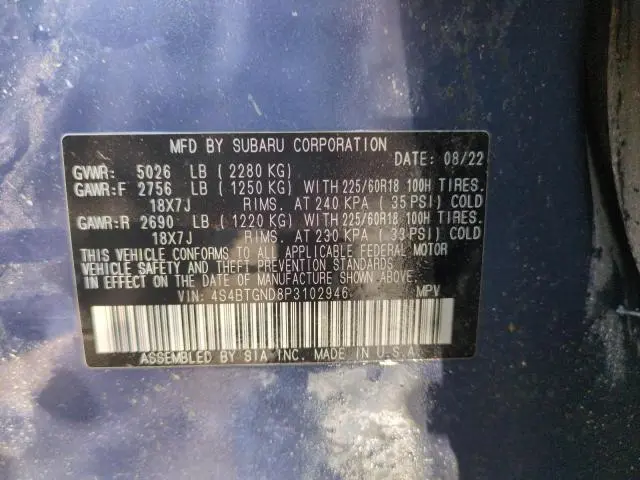 MFD BY SUBARU CORPORATION
DATE: 08/22
GVWR: 5026 LB (2280 KG)
GAWR:F 2756 LB (1250 KG) WITH 225/60R18 100H TIRES.
18X7J RIMS. AT 240 KPA (35 PSI) COLD
GAWR:R 2690 LB (1220 KG) WITH 225/60R18 100H TIRES.
18X7J RIMS. AT 230 KPA (33 PSI) COLD
THIS VEHICLE CONFORMS TO ALL APPLICABLE FEDERAL MOTOR
VEHICLE SAFETY AND THEFT PREVENTION STANDARDS
IN EFFECT ON THE DATE OF MANUFACTURE SHOWN ABOVE.
VIN: 4S4BTGND8P3102946 MPV
ASSEMBLED BY SIA INC. MADE IN U.S.A.